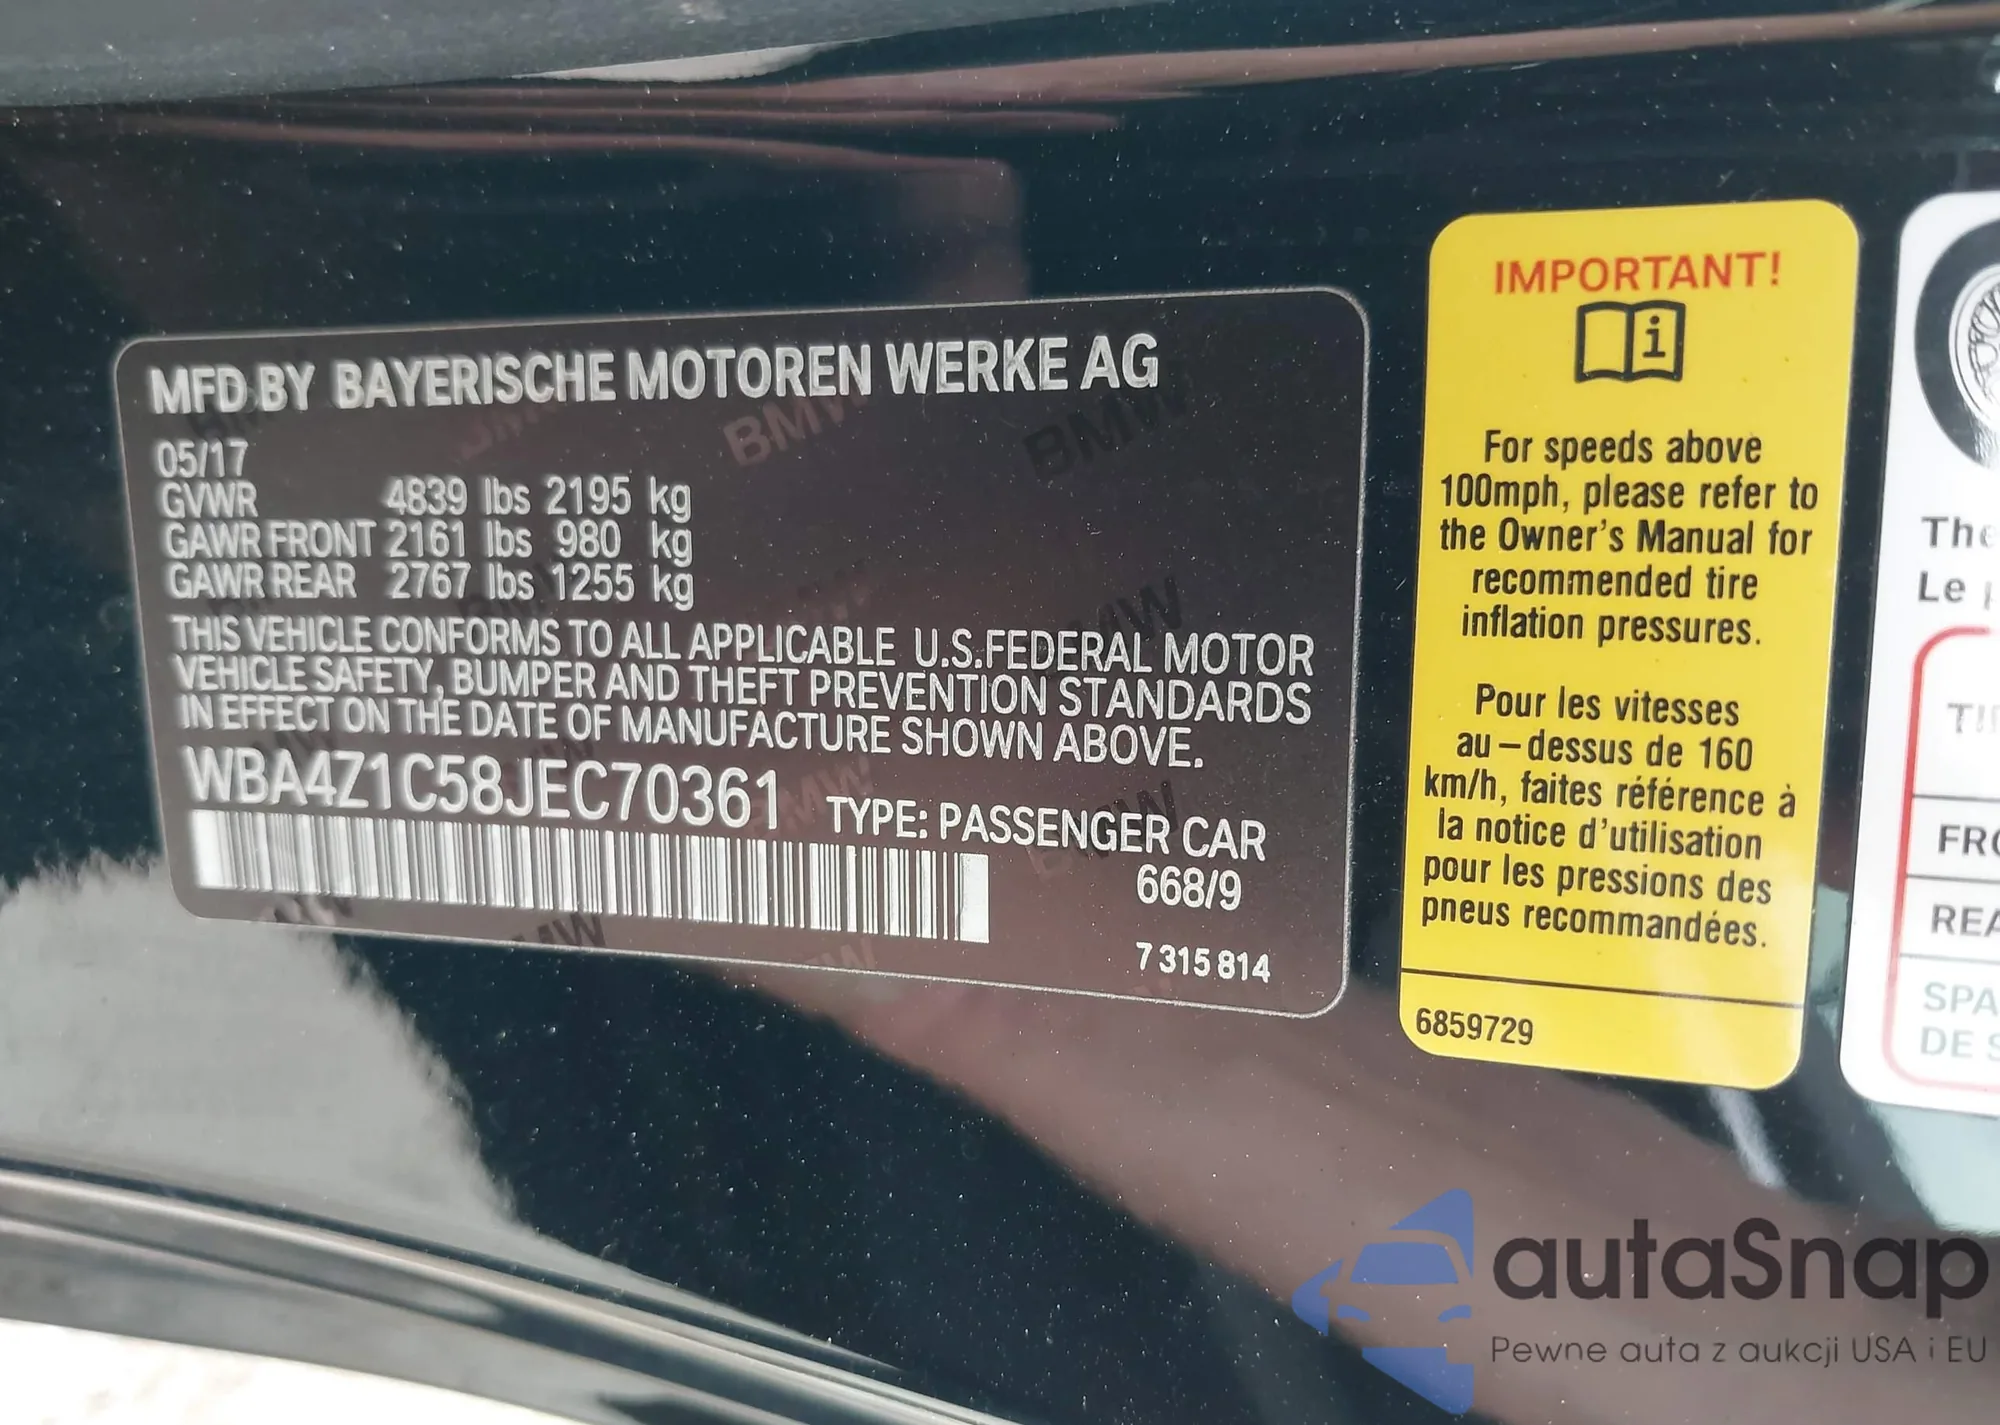 MFD BY BAYERISCHE MOTOREN WERKE AG
05/17
GVWR 4839 lbs 2195 kg
GAWR FRONT 2161 lbs 980 kg
GAWR REAR 2767 lbs 1255 kg
THIS VEHICLE CONFORMS TO ALL APPLICABLE U.S.FEDERAL MOTOR
VEHICLE SAFETY, BUMPER AND THEFT PREVENTION STANDARDS
IN EFFECT ON THE DATE OF MANUFACTURE SHOWN ABOVE.
WBA4Z1C58JEC70361 TYPE: PASSENGER CAR
668/9
7 315 814
IMPORTANT!
i
For speeds above
100mph, please refer to
the Owner's Manual for
recommended tire
inflation pressures.
Pour les vitesses
au-dessus de 160
km/h, faites référence à
la notice d'utilisation
pour les pressions des
pneus recommandées.
6859729
Le
DE
autaSnap
Pewne auta z aukcji USA i EU